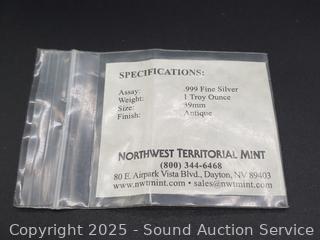 SPECIFICATIONS:
Assay: .999 Fine Silver
Weight: 1 Troy Ounce
Size: 39mm
Finish: Antique
NORTHWEST TERRITORIAL MINT
(800) 344-6468
80 E. Airpark Vista Blvd., Dayton, NV 89403
www.nwtmint.com • sales@nwtmint.com
Copyright 2025 - Sound Auction Service